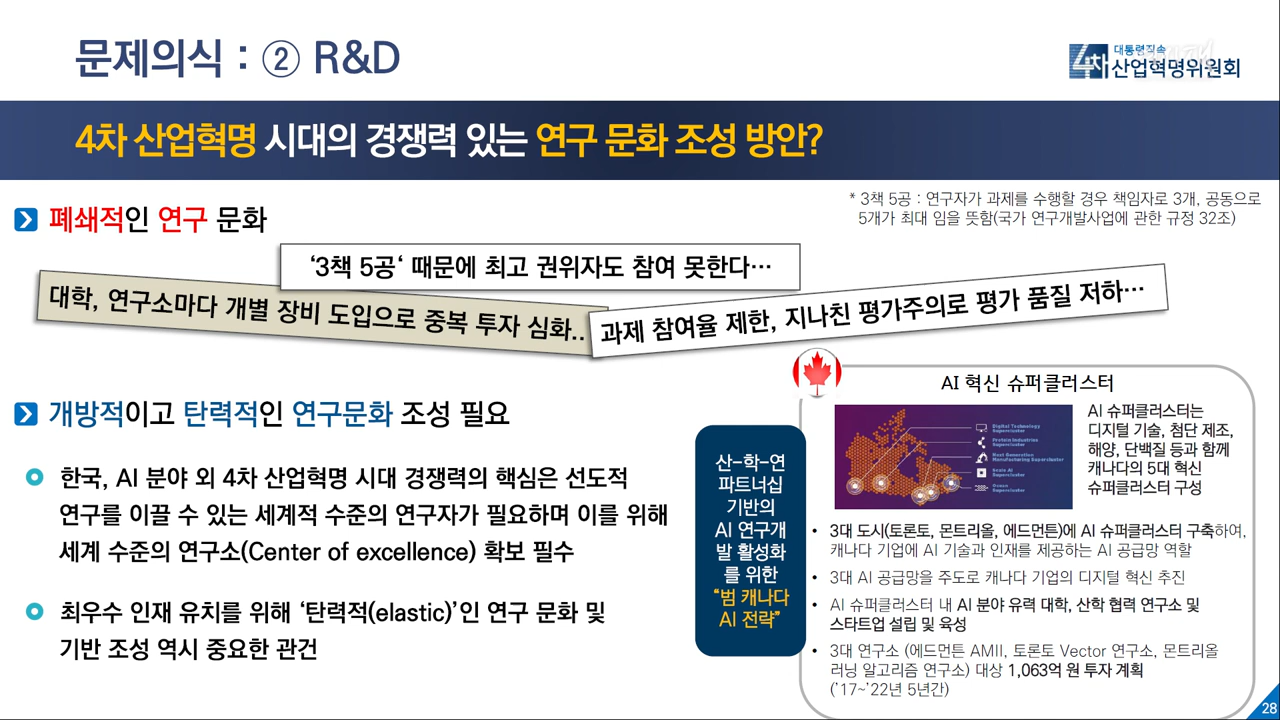 문제의식 : ② R&D
대통령직속
산업혁명위원회
4차 산업혁명 시대의 경쟁력 있는 연구 문화 조성 방안?
* 3책 5공 : 연구자가 과제를 수행할 경우 책임자로 3개, 공동으로
5개가 최대 임을 뜻함(국가 연구개발사업에 관한 규정 32조)
폐쇄적인 연구 문화
‘3책 5공‘ 때문에 최고 권위자도 참여 못한다…
대학, 연구소마다 개별 장비 도입으로 중복 투자 심화..
과제 참여율 제한, 지나친 평가주의로 평가 품질 저하…
개방적이고 탄력적인 연구문화 조성 필요
한국, AI 분야 외 4차 산업혁명 시대 경쟁력의 핵심은 선도적
연구를 이끌 수 있는 세계적 수준의 연구자가 필요하며 이를 위해
세계 수준의 연구소(Center of excellence) 확보 필수
최우수 인재 유치를 위해 ‘탄력적(elastic)’인 연구 문화 및
기반 조성 역시 중요한 관건
산-학-연
파트너십
기반의
AI 연구개
발 활성화
를 위한
“범 캐나다
AI 전략”
AI 혁신 슈퍼클러스터
Digital Technology
Supercluster
Protein Industries
Supercluster
Next Generation
Manufacturing Supercluster
Scale AI
Supercluster
Ocean
Supercluster
AI 슈퍼클러스터는
디지털 기술, 첨단 제조,
해양, 단백질 등과 함께
캐나다의 5대 혁신
슈퍼클러스터 구성
• 3대 도시(토론토, 몬트리올, 에드먼튼)에 AI 슈퍼클러스터 구축하여,
캐나다 기업에 AI 기술과 인재를 제공하는 AI 공급망 역할
• 3대 AI 공급망을 주도로 캐나다 기업의 디지털 혁신 추진
• AI 슈퍼클러스터 내 AI 분야 유력 대학, 산학 협력 연구소 및
스타트업 설립 및 육성
• 3대 연구소 (에드먼튼 AMII, 토론토 Vector 연구소, 몬트리올
러닝 알고리즘 연구소) 대상 1,063억 원 투자 계획
(’17~’22년 5년간)
28